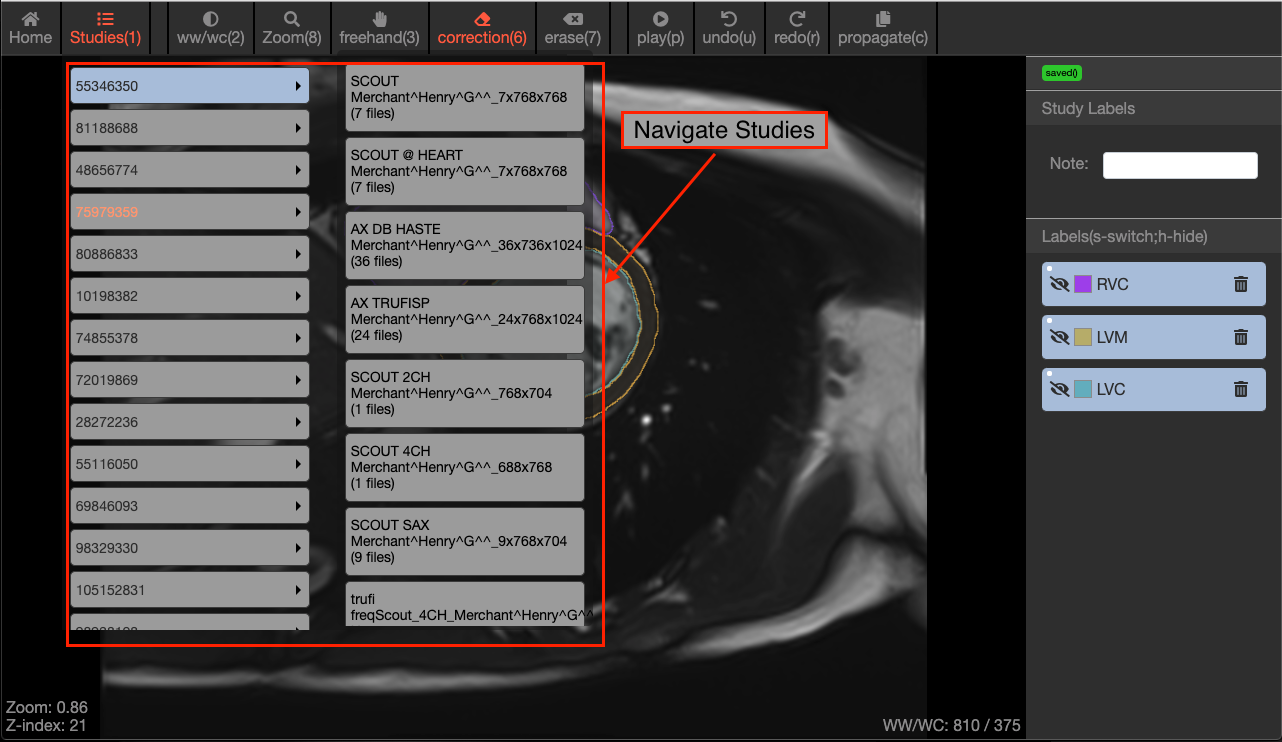 Home
Studies(1)
ww/wc(2)
Zoom(8)
freehand(3)
correction(6)
erase(7)
play(p)
undo(u)
redo(r)
propagate(c)
55346350
81188688
48656774
75979359
80886833
10198382
74855378
72019869
28272236
55116050
69846093
98329330
105152831
SCOUT
Merchant^Henry^G^^_7x768x768
(7 files)
SCOUT @ HEART
Merchant^Henry^G^^_7x768x768
(7 files)
AX DB HASTE
Merchant^Henry^G^^_36x736x1024
(36 files)
AX TRUFISP
Merchant^Henry^G^^_24x768x1024
(24 files)
SCOUT 2CH
Merchant^Henry^G^^_768x704
(1 files)
SCOUT 4CH
Merchant^Henry^G^^_688x768
(1 files)
SCOUT SAX
Merchant^Henry^G^^_9x768x704
(9 files)
trufi
freqScout_4CH_Merchant^Henry^G^^
Navigate Studies
saved()
Study Labels
Note:
Labels(s-switch;h-hide)
RVC
LVM
LVC
Zoom: 0.86
Z-index: 21
WW/WC: 810 / 375